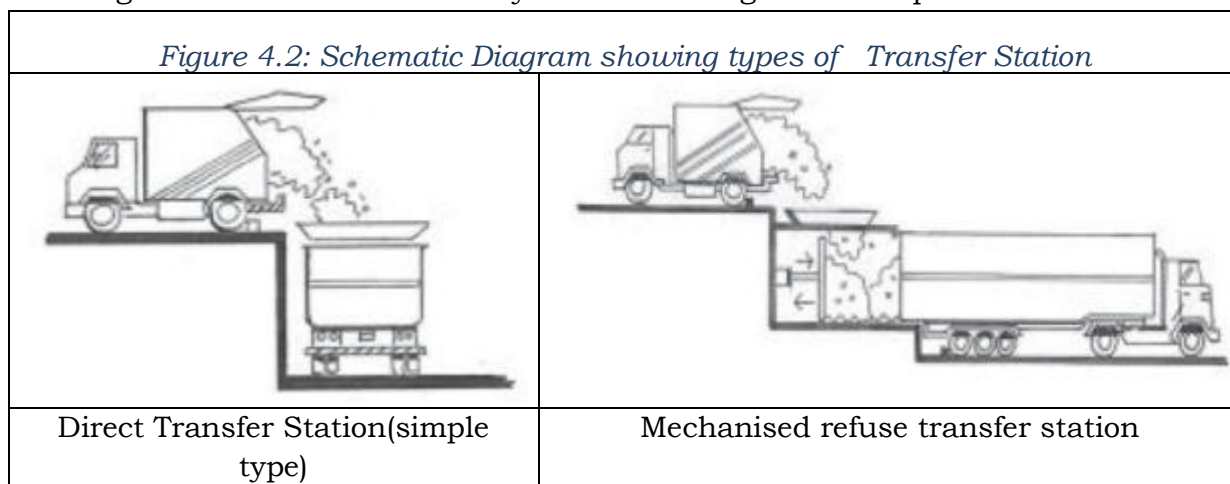 Figure 4.2: Schematic Diagram showing types of Transfer Station
Direct Transfer Station(simple
type)
Mechanised refuse transfer station